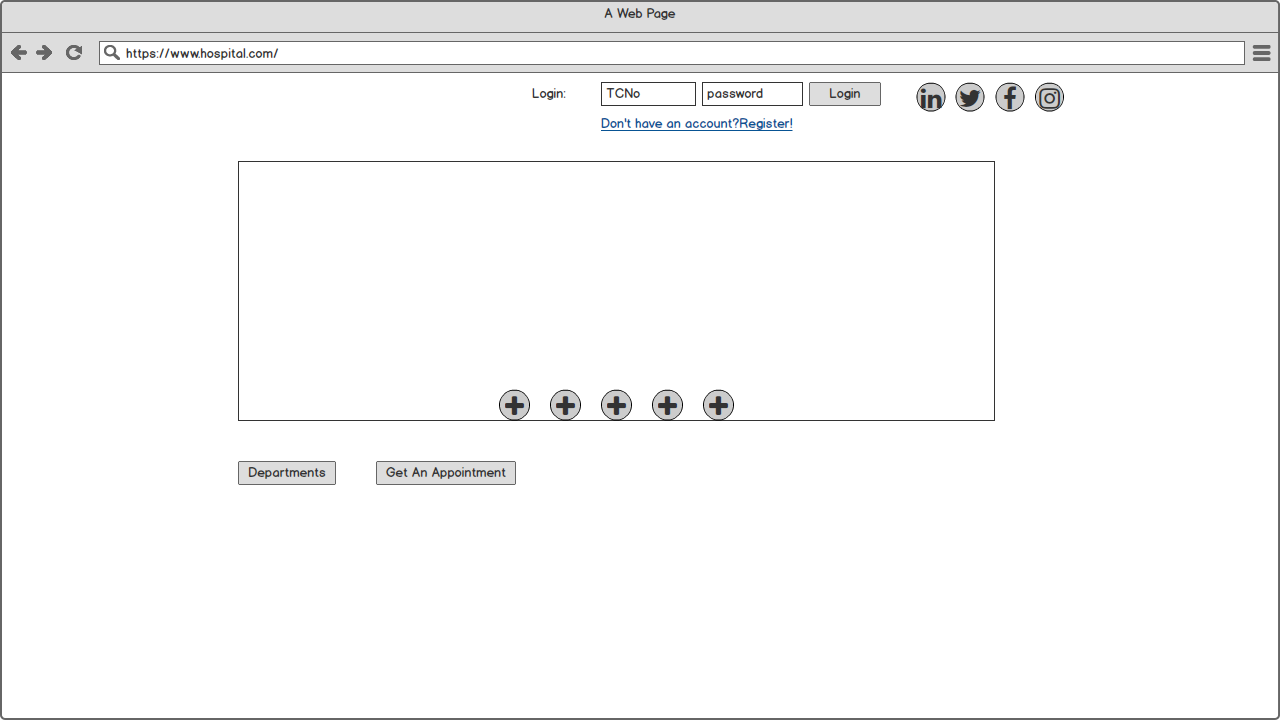 A Web Page
https://www.hospital.com/
Login: TCNo password Login
Don't have an account?Register!
Departments Get An Appointment